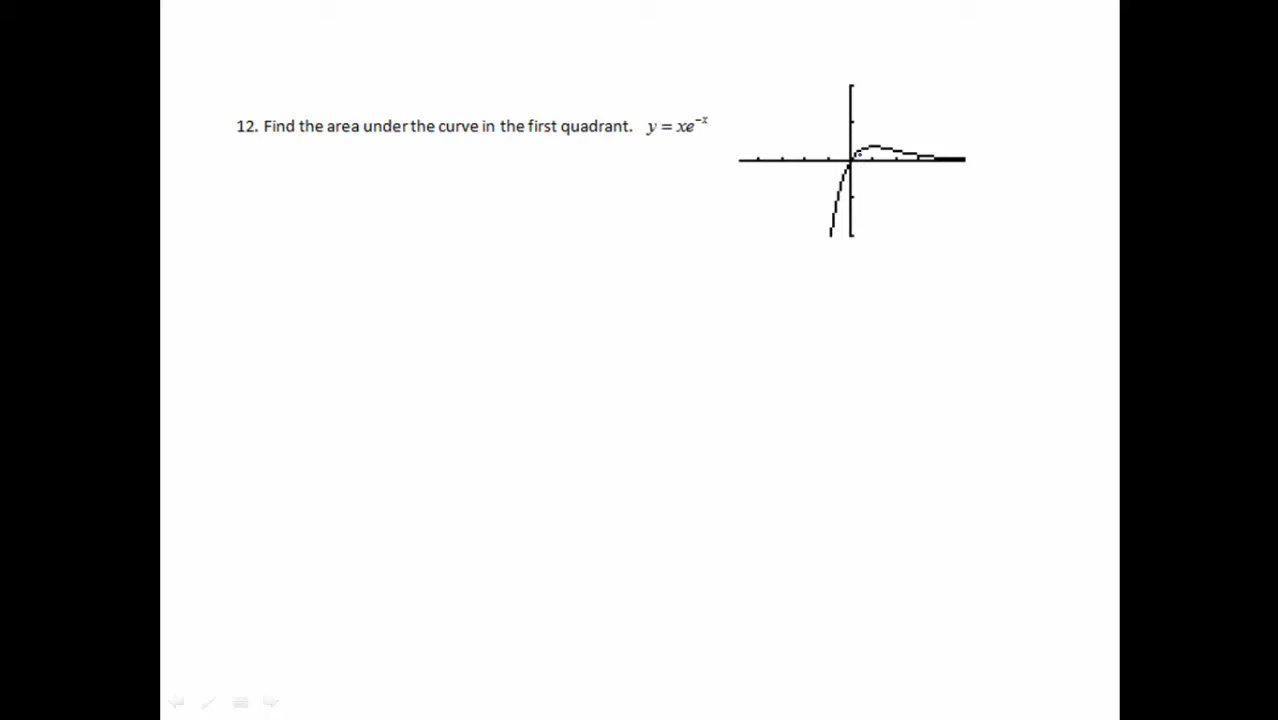 12. Find the area under the curve in the first quadrant. y = xe⁻ˣ